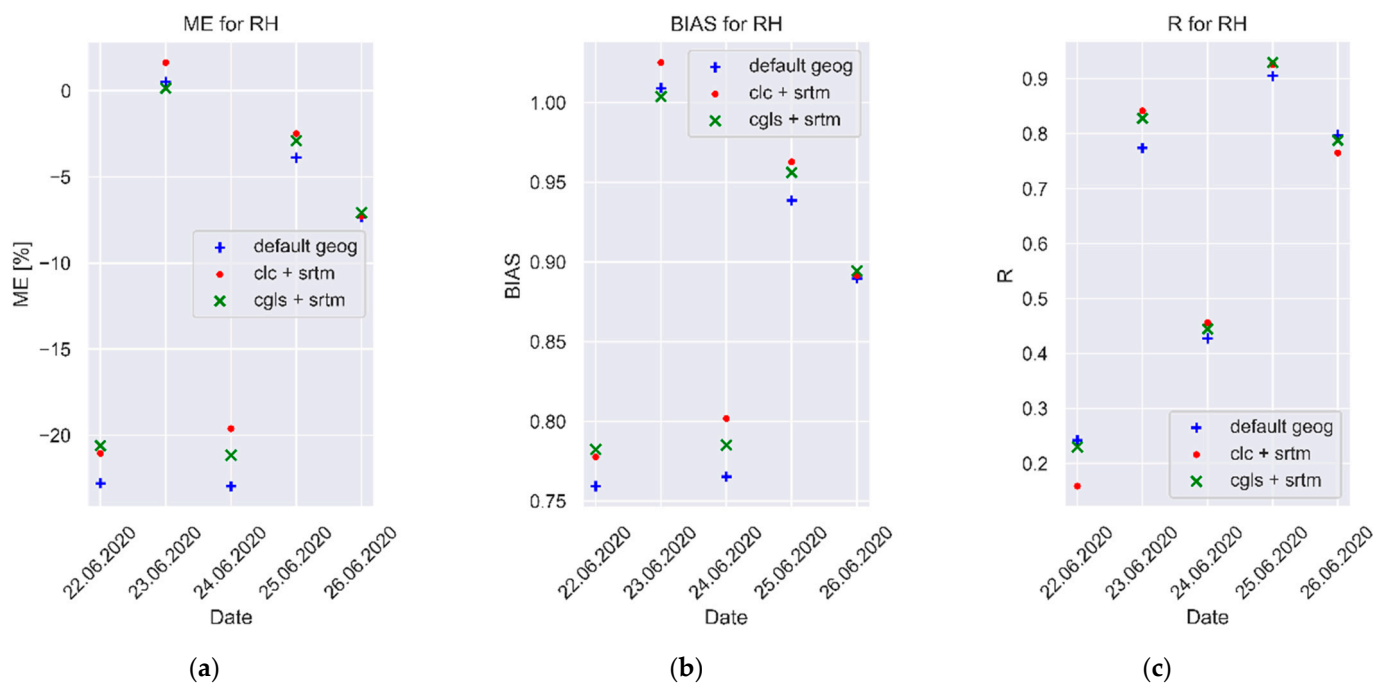 ME for RH
ME [%]
0
−5
−10
−15
−20
default geog
clc + srtm
cgls + srtm
22.06.2020
23.06.2020
24.06.2020
25.06.2020
26.06.2020
Date
(a)
BIAS for RH
BIAS
1.00
0.95
0.90
0.85
0.80
0.75
default geog
clc + srtm
cgls + srtm
22.06.2020
23.06.2020
24.06.2020
25.06.2020
26.06.2020
Date
(b)
R for RH
R
0.9
0.8
0.7
0.6
0.5
0.4
0.3
0.2
default geog
clc + srtm
cgls + srtm
22.06.2020
23.06.2020
24.06.2020
25.06.2020
26.06.2020
Date
(c)